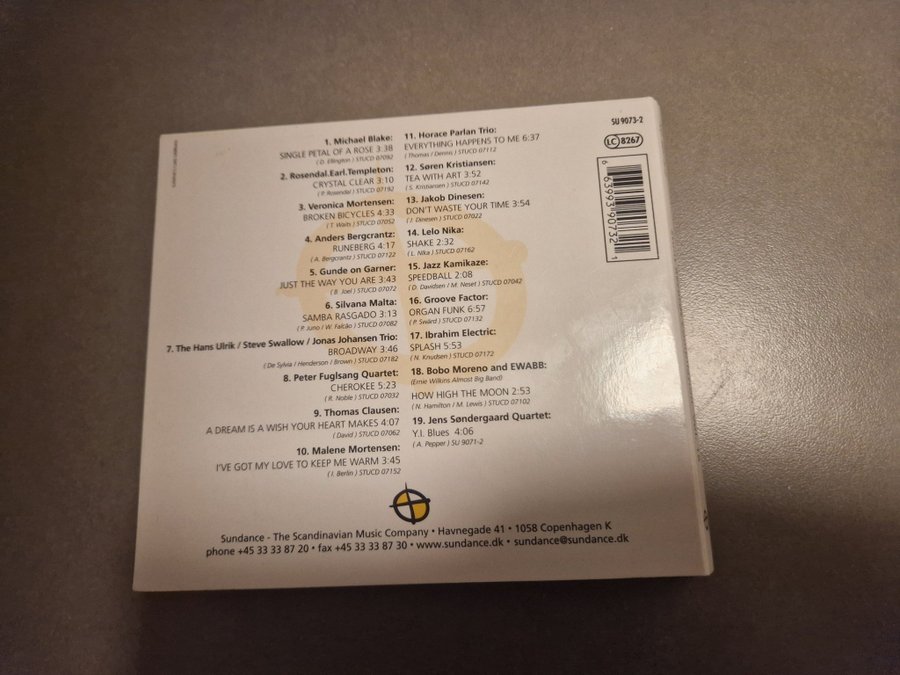 1. Michael Blake:
SINGLE PETAL OF A ROSE 3:38
( D. Ellington ) STUCD 07092
2. Rosendal.Earl.Templeton:
CRYSTAL CLEAR 3:10
( P. Rosendal ) STUCD 07192
3. Veronica Mortensen:
BROKEN BICYCLES 4:33
( T. Waits ) STUCD 07052
4. Anders Bergcrantz:
RUNEBERG 4:17
( A. Bergcrantz ) STUCD 07122
5. Gunde on Garner:
JUST THE WAY YOU ARE 3:43
( B. Joel ) STUCD 07072
6. Silvana Malta:
SAMBA RASGADO 3:13
( P. Juno / W. Falcão ) STUCD 07082
7. The Hans Ulrik / Steve Swallow / Jonas Johansen Trio:
BROADWAY 3:46
( De Sylvia / Henderson / Brown ) STUCD 07182
8. Peter Fuglsang Quartet:
CHEROKEE 5:23
( R. Noble ) STUCD 07032
9. Thomas Clausen:
A DREAM IS A WISH YOUR HEART MAKES 4:07
( David ) STUCD 07062
10. Malene Mortensen:
I'VE GOT MY LOVE TO KEEP ME WARM 3:45
( I. Berlin ) STUCD 07152
11. Horace Parlan Trio:
EVERYTHING HAPPENS TO ME 6:37
( Thomas / Dennis ) STUCD 07112
12. Søren Kristiansen:
TEA WITH ART 3:52
( S. Kristiansen ) STUCD 07142
13. Jakob Dinesen:
DON'T WASTE YOUR TIME 3:54
( J. Dinesen ) STUCD 07022
14. Lelo Nika:
SHAKE 2:32
( L. Nika ) STUCD 07162
15. Jazz Kamikaze:
SPEEDBALL 2:08
( D. Davidsen / M. Neset ) STUCD 07042
16. Groove Factor:
ORGAN FUNK 6:57
( P. Swärd ) STUCD 07132
17. Ibrahim Electric:
SPLASH 5:53
( N. Knudsen ) STUCD 07172
18. Bobo Moreno and EWABB:
(Ernie Wilkins Almost Big Band)
HOW HIGH THE MOON 2:53
( N. Hamilton / M. Lewis ) STUCD 07102
19. Jens Søndergaard Quartet:
Y.I. Blues 4:06
( A. Pepper ) SU 9071-2
SU 9073-2
LC 8267
6 63993 90732 1
Sundance - The Scandinavian Music Company • Havnegade 41 • 1058 Copenhagen K
phone +45 33 33 87 20 • fax +45 33 33 87 30 • www.sundance.dk • sundance@sundance.dk